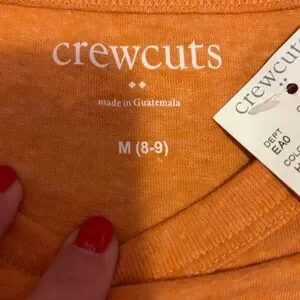 crewcuts
made in Guatemala
M (8-9)
crewcuts
DEPT
EA0